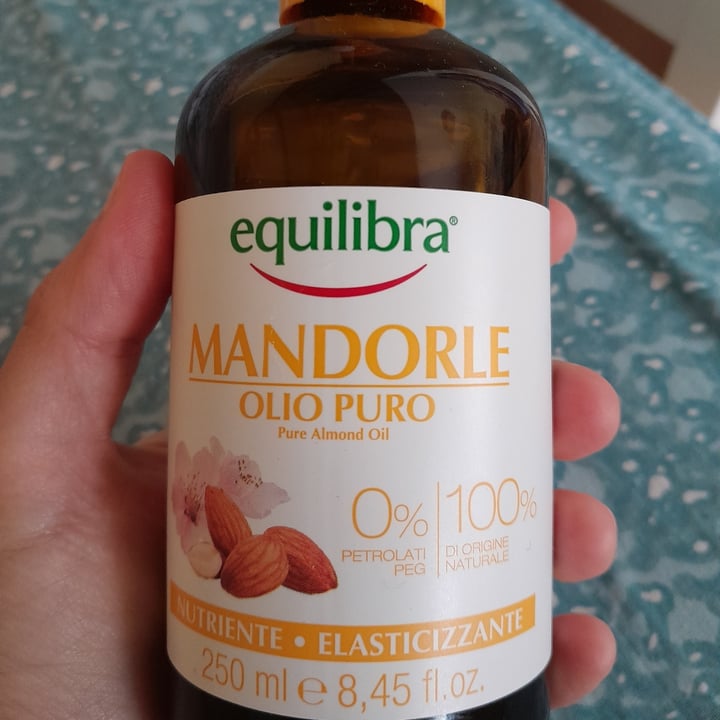 equilibra®
MANDORLE
OLIO PURO
Pure Almond Oil
0% 100%
PETROLATI DI ORIGINE
PEG NATURALE
NUTRIENTE • ELASTICIZZANTE
250 ml ℮ 8,45 fl.oz.